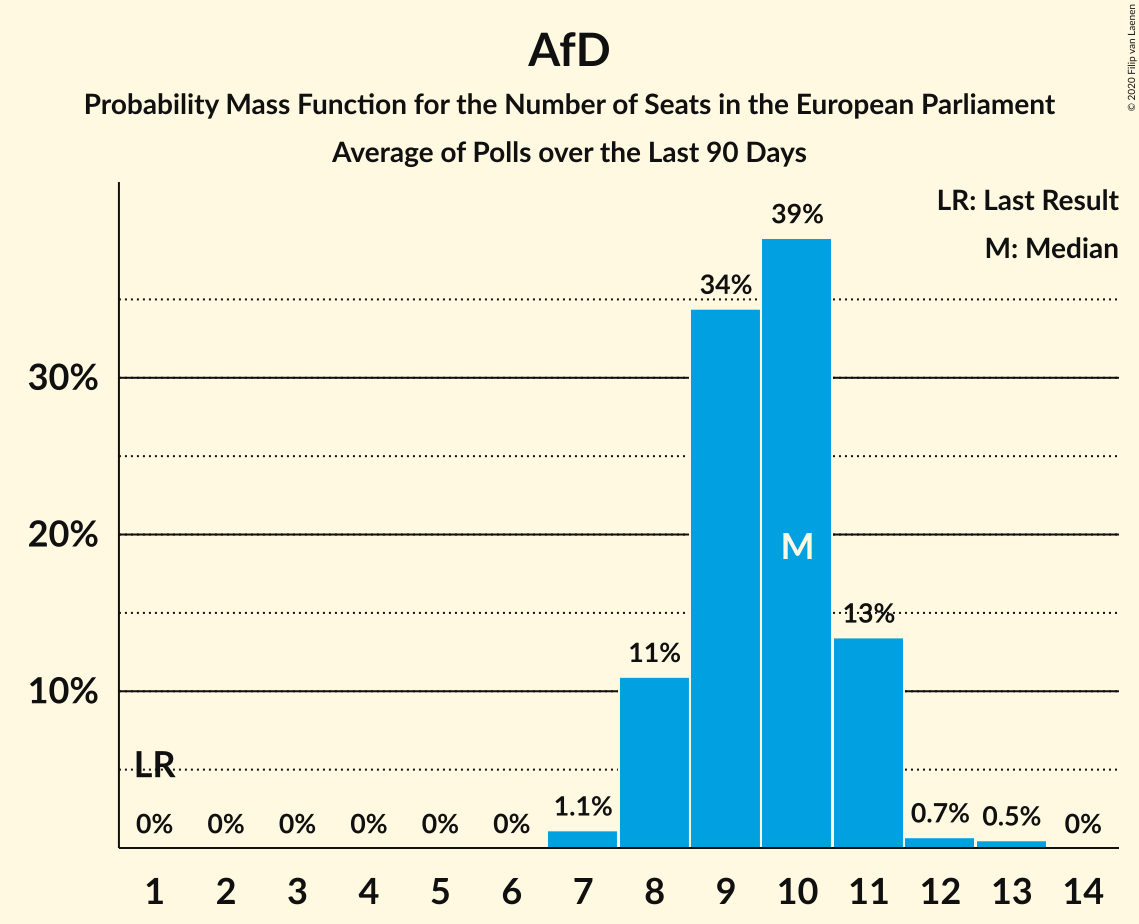 AfD
Probability Mass Function for the Number of Seats in the European Parliament
Average of Polls over the Last 90 Days
© 2020 Filip van Laenen
LR: Last Result
M: Median
39%
34%
30%
20%
M
13%
11%
10%
LR
0% 0% 0% 0% 0% 0% 1.1% 0.7% 0.5% 0%
1 2 3 4 5 6 7 8 9 10 11 12 13 14